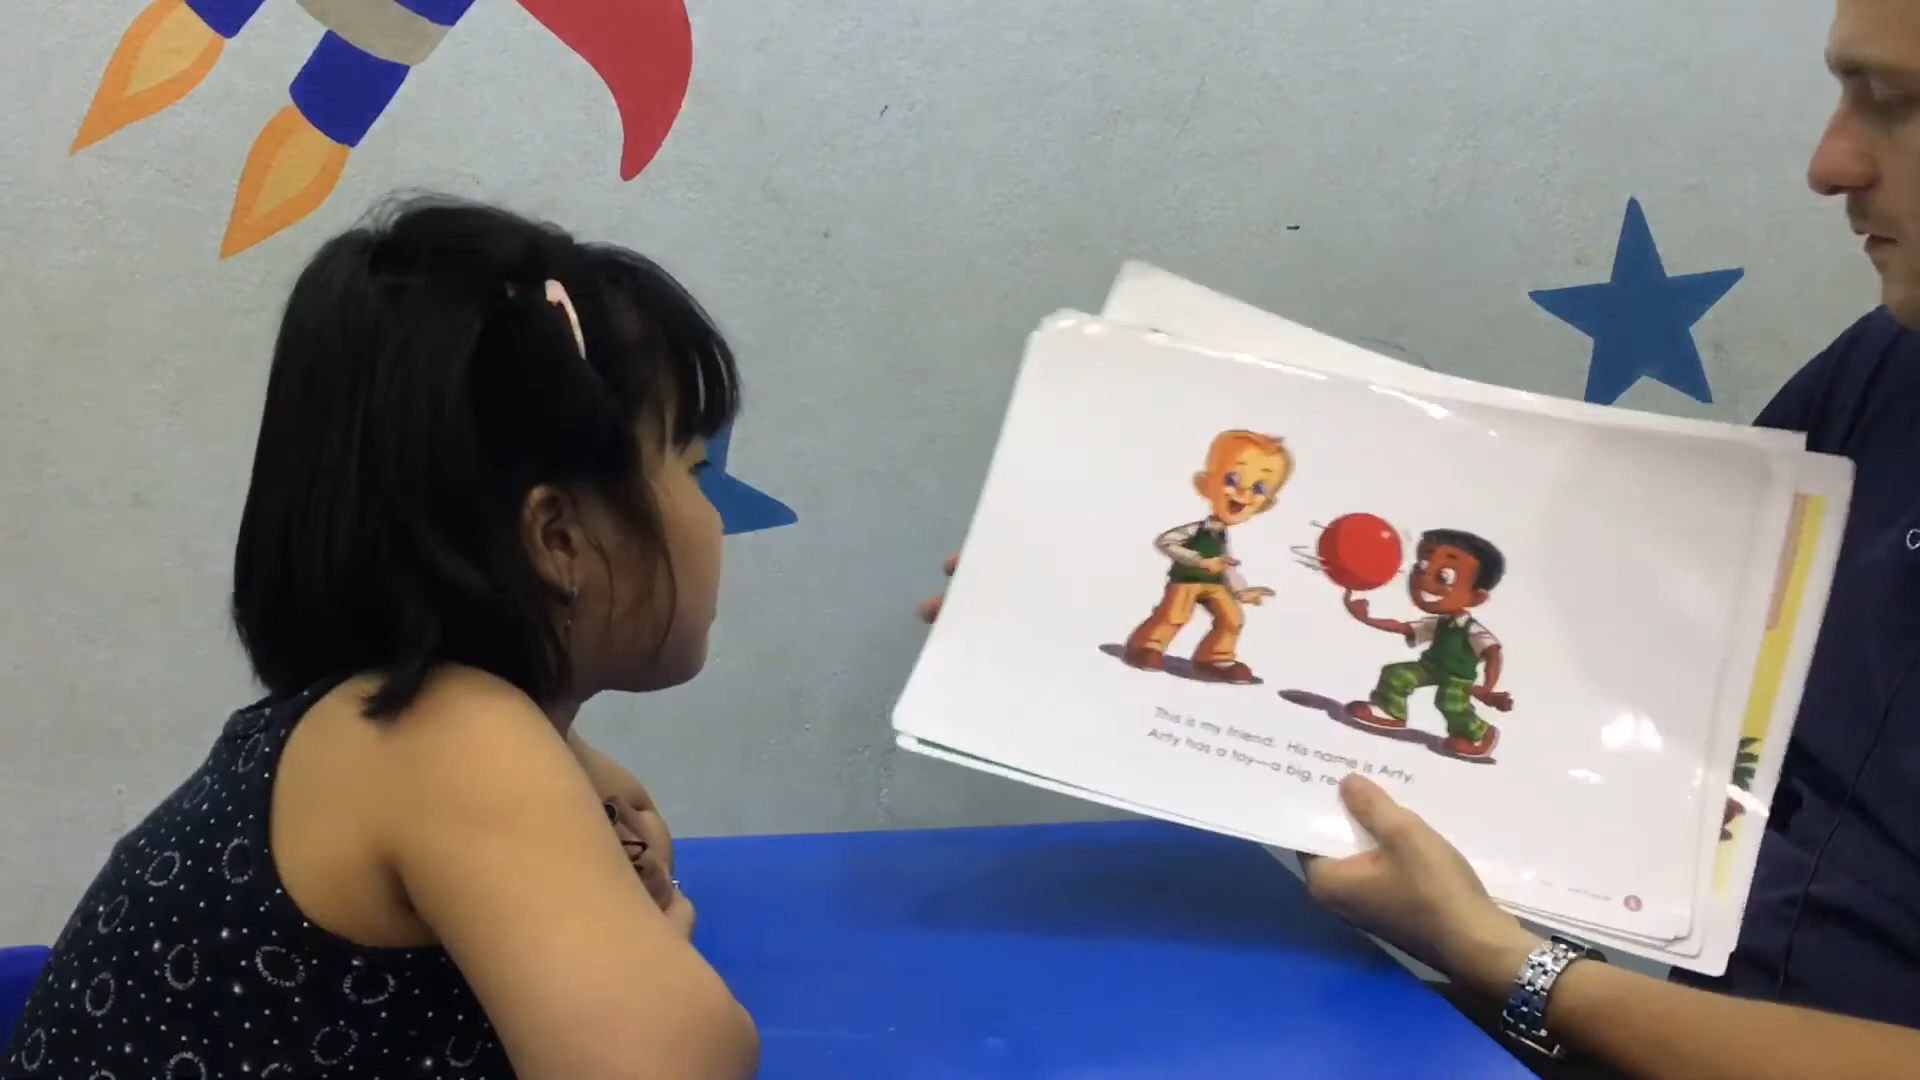 This is my friend. His name is Arty.
Arty has a toy—a big, re